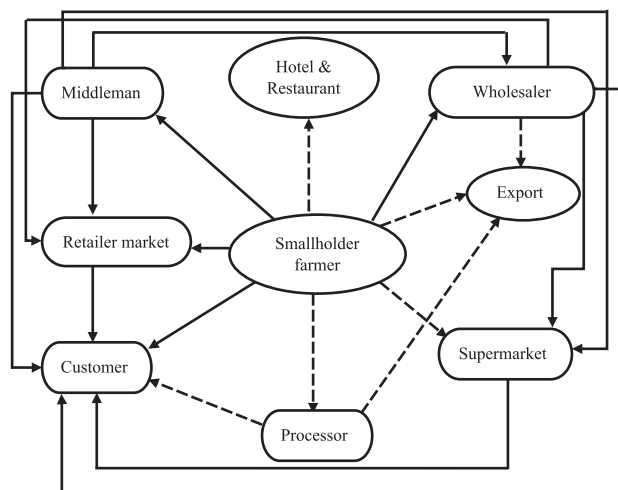 Hotel &
Restaurant
Middleman
Wholesaler
Export
Retailer market
Smallholder
farmer
Customer
Supermarket
Processor